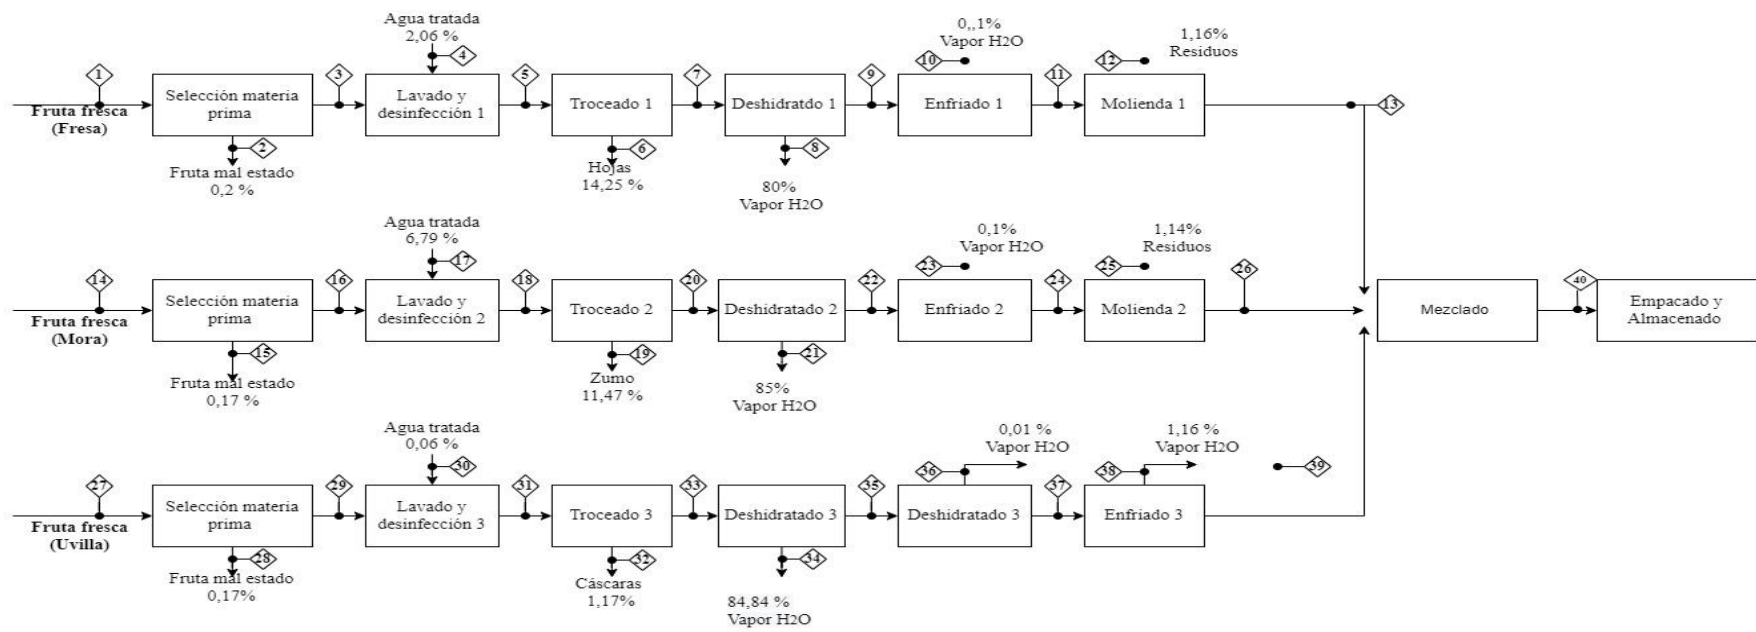 Agua tratada
2,06 %
0,,1%
Vapor H2O
1,16%
Residuos
1
3
4
5
7
9
10
11
12
13
Fruta fresca
(Fresa)
Selección materia
prima
Lavado y
desinfección 1
Troceado 1
Deshidratdo 1
Enfriado 1
Molienda 1
2
6
8
Fruta mal estado
0,2 %
Hojas
14,25 %
80%
Vapor H2O
Agua tratada
6,79 %
0,1%
Vapor H2O
1,14%
Residuos
14
16
17
18
20
22
23
24
25
26
40
Fruta fresca
(Mora)
Selección materia
prima
Lavado y
desinfección 2
Troceado 2
Deshidratado 2
Enfriado 2
Molienda 2
Mezclado
Empacado y
Almacenado
15
19
21
Fruta mal estado
0,17 %
Zumo
11,47 %
85%
Vapor H2O
Agua tratada
0,06 %
0,01 %
Vapor H2O
1,16 %
Vapor H2O
27
29
30
31
33
35
36
37
38
39
Fruta fresca
(Uvilla)
Selección materia
prima
Lavado y
desinfección 3
Troceado 3
Deshidratado 3
Deshidratado 3
Enfriado 3
28
32
34
Fruta mal estado
0,17%
Cáscaras
1,17%
84,84 %
Vapor H2O